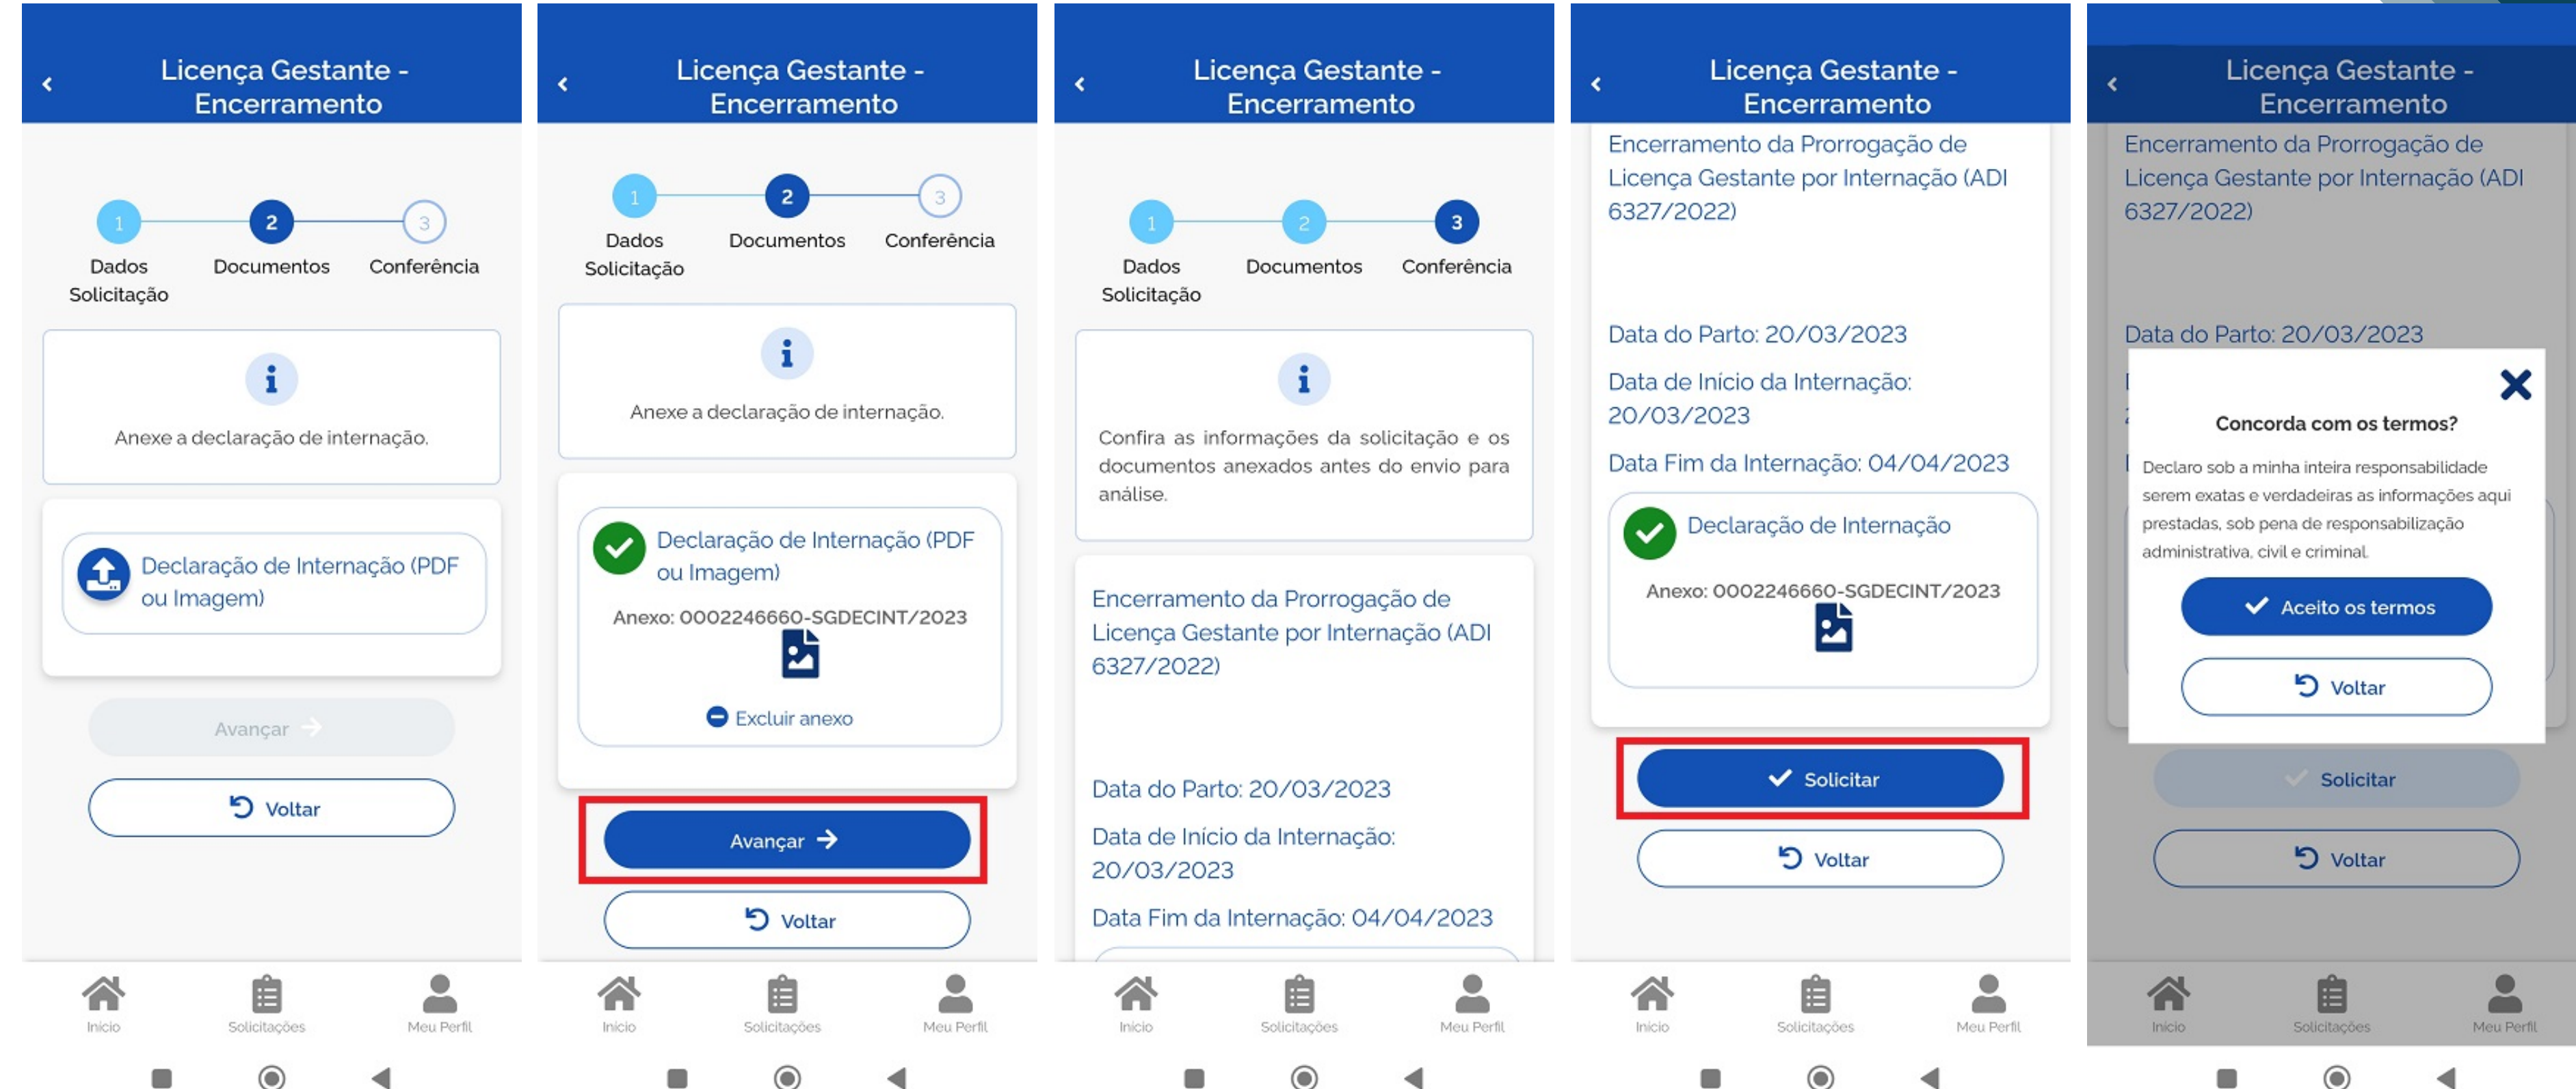 Licença Gestante -
Encerramento
1
2
3
Dados
Solicitação
Documentos
Conferência
Anexe a declaração de internação.
Declaração de Internação (PDF
ou Imagem)
Avançar
Voltar
Início
Solicitações
Meu Perfil
Licença Gestante -
Encerramento
1
2
3
Dados
Solicitação
Documentos
Conferência
Anexe a declaração de internação.
Declaração de Internação (PDF
ou Imagem)
Anexo: 0002246660-SGDECINT/2023
Excluir anexo
Avançar
Voltar
Início
Solicitações
Meu Perfil
Licença Gestante -
Encerramento
1
2
3
Dados
Solicitação
Documentos
Conferência
Confira as informações da solicitação e os
documentos anexados antes do envio para
análise.
Encerramento da Prorrogação de
Licença Gestante por Internação (ADI
6327/2022)
Data do Parto: 20/03/2023
Data de Início da Internação:
20/03/2023
Data Fim da Internação: 04/04/2023
Início
Solicitações
Meu Perfil
Licença Gestante -
Encerramento
Encerramento da Prorrogação de
Licença Gestante por Internação (ADI
6327/2022)
Data do Parto: 20/03/2023
Data de Início da Internação:
20/03/2023
Data Fim da Internação: 04/04/2023
Declaração de Internação
Anexo: 0002246660-SGDECINT/2023
Solicitar
Voltar
Início
Solicitações
Meu Perfil
Licença Gestante -
Encerramento
Encerramento da Prorrogação de
Licença Gestante por Internação (ADI
6327/2022)
Data do Parto: 20/03/2023
Concorda com os termos?
Declaro sob a minha inteira responsabilidade
serem exatas e verdadeiras as informações aqui
prestadas, sob pena de responsabilização
administrativa, civil e criminal.
Aceito os termos
Voltar
Solicitar
Voltar
Início
Solicitações
Meu Perfil